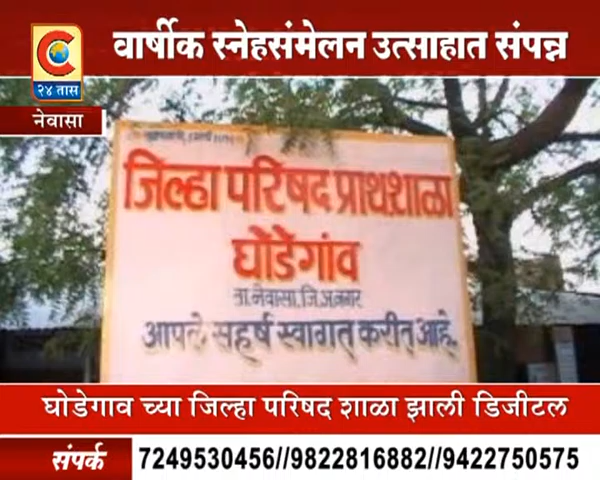 वार्षीक स्नेहसंमेलन उत्साहात संपन्न
C
२४ तास
नेवासा
जिल्हा परिषद प्राथशाळा
घोडेगांव
ता.नेवासा.जि.अ.नगर
आपले सहर्ष स्वागत् करीत् आहे.
घोडेगाव च्या जिल्हा परिषद शाळा झाली डिजीटल
संपर्क 7249530456//9822816882//9422750575